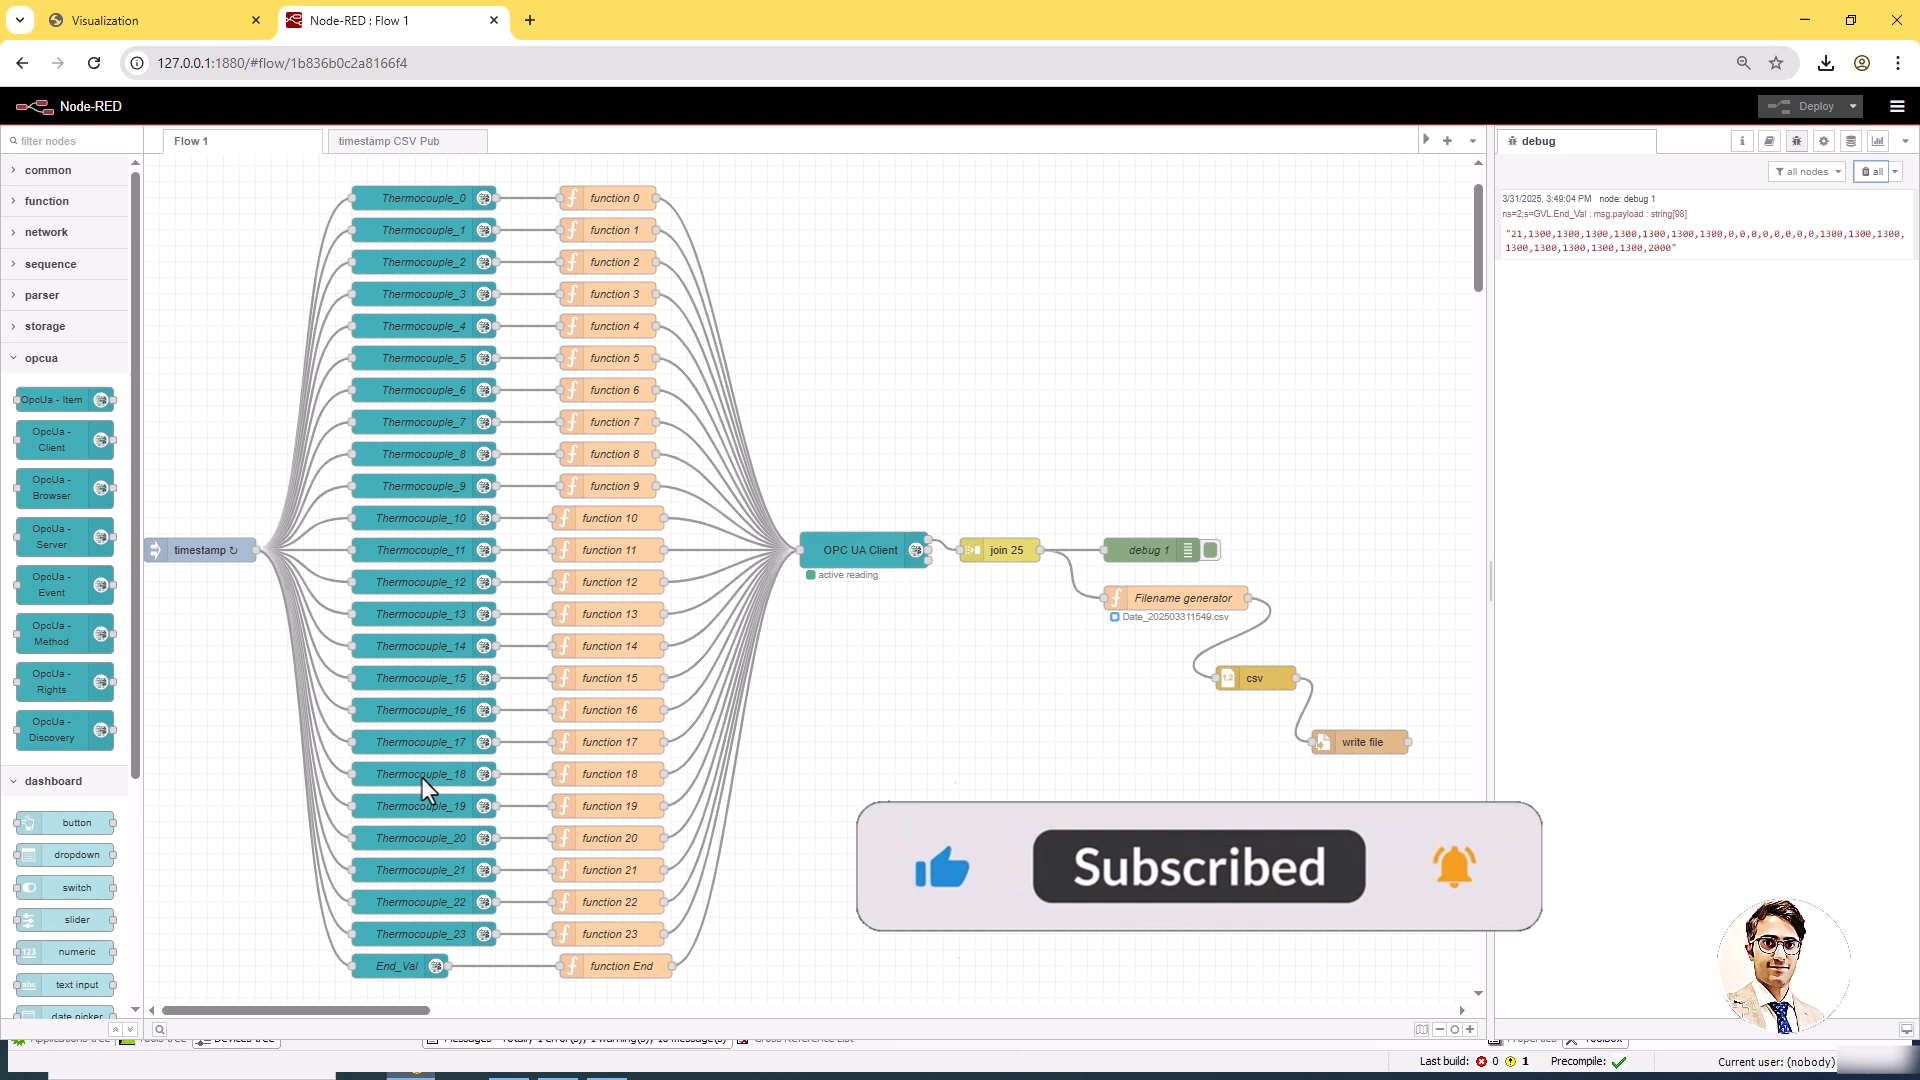 Visualization
Node-RED : Flow 1
127.0.0.1:1880/#flow/1b836b0c2a8166f4
Node-RED
Deploy
filter nodes
Flow 1
timestamp CSV Pub
debug
all nodes
all
common
function
network
sequence
parser
storage
opcua
OpcUa - Item
OpcUa -
Client
OpcUa -
Browser
OpcUa -
Server
OpcUa -
Event
OpcUa -
Method
OpcUa -
Rights
OpcUa -
Discovery
dashboard
button
dropdown
switch
slider
numeric
text input
date picker
timestamp ↻
Thermocouple_0 function 0
Thermocouple_1 function 1
Thermocouple_2 function 2
Thermocouple_3 function 3
Thermocouple_4 function 4
Thermocouple_5 function 5
Thermocouple_6 function 6
Thermocouple_7 function 7
Thermocouple_8 function 8
Thermocouple_9 function 9
Thermocouple_10 function 10
Thermocouple_11 function 11
Thermocouple_12 function 12
Thermocouple_13 function 13
Thermocouple_14 function 14
Thermocouple_15 function 15
Thermocouple_16 function 16
Thermocouple_17 function 17
Thermocouple_18 function 18
Thermocouple_19 function 19
Thermocouple_20 function 20
Thermocouple_21 function 21
Thermocouple_22 function 22
Thermocouple_23 function 23
End_Val function End
OPC UA Client
active reading
join 25
debug 1
Filename generator
Date_202503311549.csv
csv
write file
3/31/2025, 3:49:04 PM node: debug 1
ns=2;s=GVL.End_Val : msg.payload : string[98]
"21,1300,1300,1300,1300,1300,1300,1300,0,0,0,0,0,0,0,0,1300,1300,1300,
1300,1300,1300,1300,1300,2000"
Subscribed
Last build: 0 1 Precompile:
Current user: (nobody)